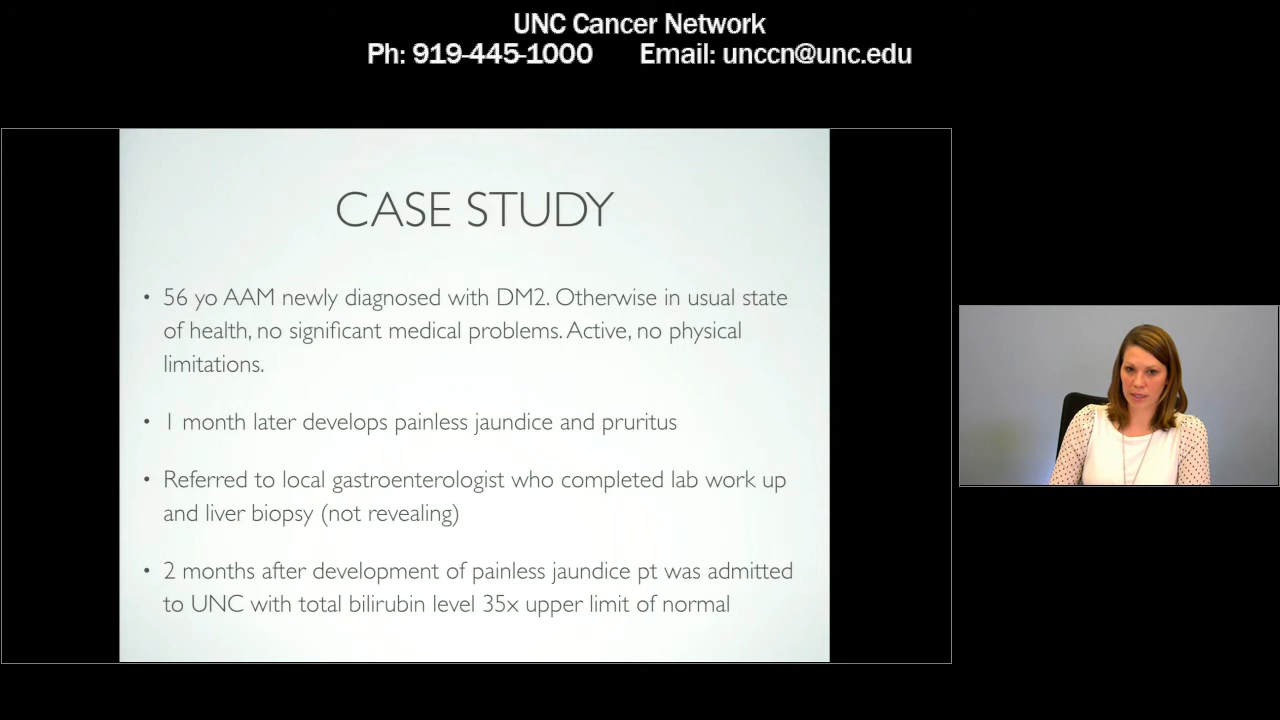 UNC Cancer Network
Ph: 919-445-1000 Email: unccn@unc.edu
CASE STUDY
• 56 yo AAM newly diagnosed with DM2. Otherwise in usual state
of health, no significant medical problems. Active, no physical
limitations.
• 1 month later develops painless jaundice and pruritus
• Referred to local gastroenterologist who completed lab work up
and liver biopsy (not revealing)
• 2 months after development of painless jaundice pt was admitted
to UNC with total bilirubin level 35x upper limit of normal